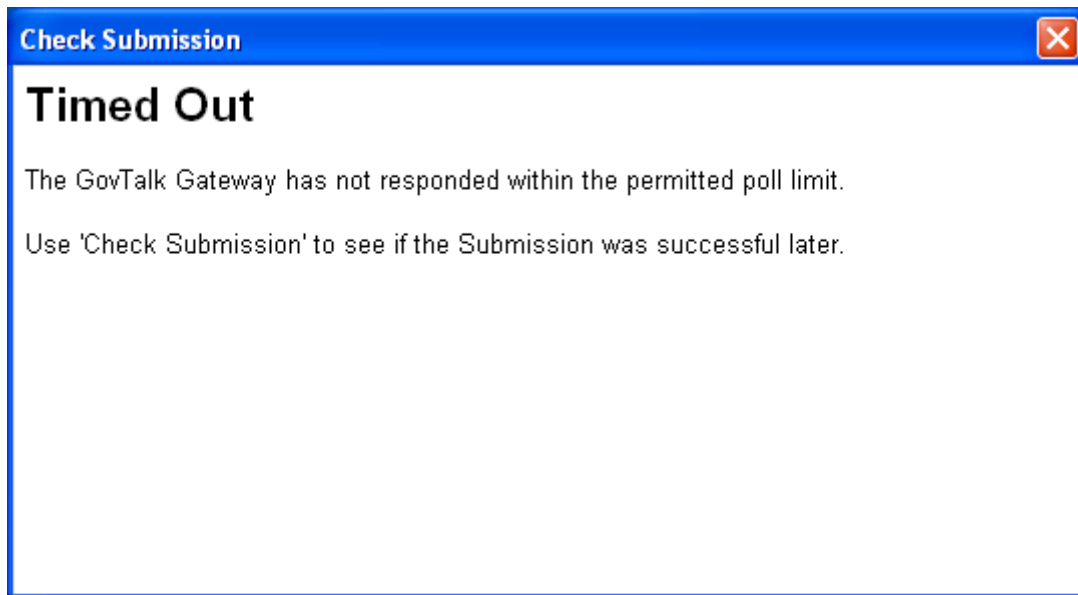 Check Submission
Timed Out
The GovTalk Gateway has not responded within the permitted poll limit.
Use 'Check Submission' to see if the Submission was successful later.